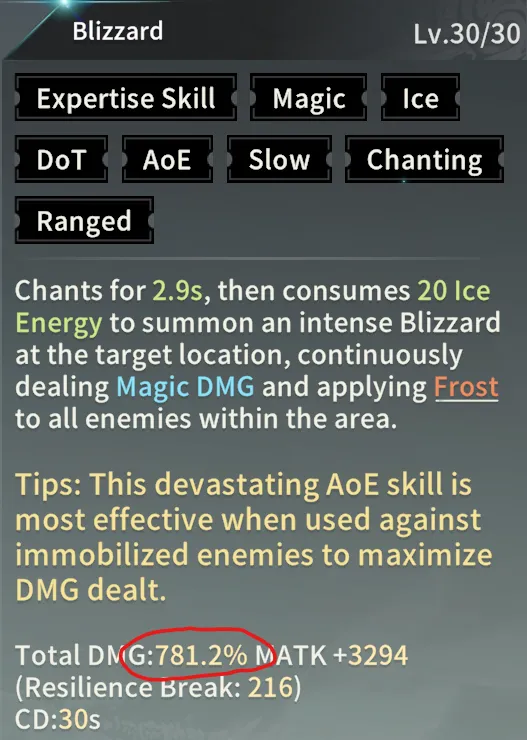 Blizzard
Lv.30/30
Expertise Skill
Magic
Ice
DoT
AoE
Slow
Chanting
Ranged
Chants for 2.9s, then consumes 20 Ice
Energy to summon an intense Blizzard
at the target location, continuously
dealing Magic DMG and applying Frost
to all enemies within the area.
Tips: This devastating AoE skill is
most effective when used against
immobilized enemies to maximize
DMG dealt.
Total DMG:781.2% MATK +3294
(Resilience Break: 216)
CD:30s